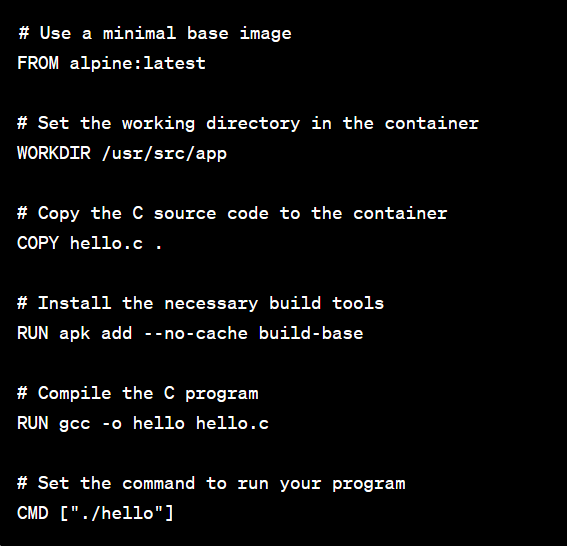 # Use a minimal base image
FROM alpine:latest
# Set the working directory in the container
WORKDIR /usr/src/app
# Copy the C source code to the container
COPY hello.c .
# Install the necessary build tools
RUN apk add --no-cache build-base
# Compile the C program
RUN gcc -o hello hello.c
# Set the command to run your program
CMD ["./hello"]